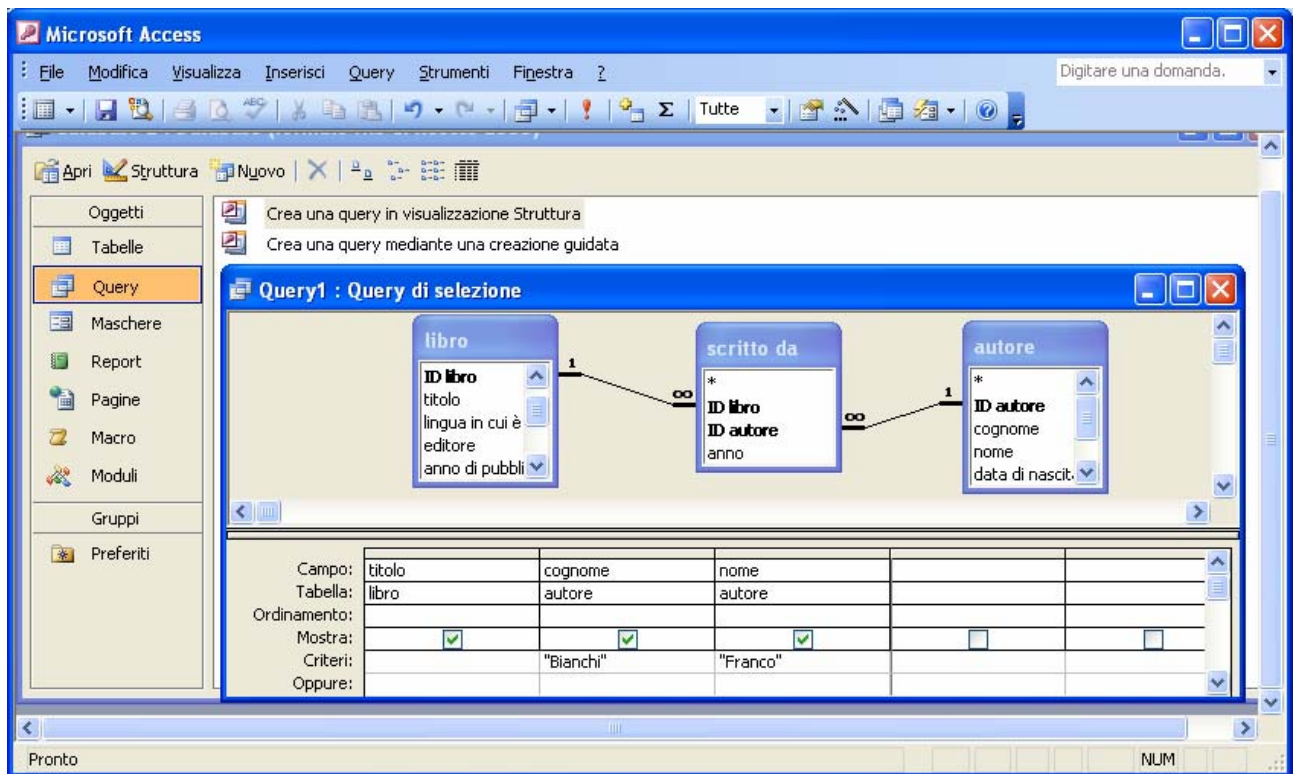 Microsoft Access
File Modifica Visualizza Inserisci Query Strumenti Finestra ? Digitare una domanda.
Tutte
Apri Struttura Nuovo
Oggetti
Tabelle
Query
Maschere
Report
Pagine
Macro
Moduli
Gruppi
Preferiti
Crea una query in visualizzazione Struttura
Crea una query mediante una creazione guidata
Query1 : Query di selezione
libro
ID libro
titolo
lingua in cui è
editore
anno di pubbli
1
∞
scritto da
*
ID libro
ID autore
anno
∞
1
autore
*
ID autore
cognome
nome
data di nascit
Campo: titolo cognome nome
Tabella: libro autore autore
Ordinamento:
Mostra:
Criteri: "Bianchi" "Franco"
Oppure:
Pronto NUM